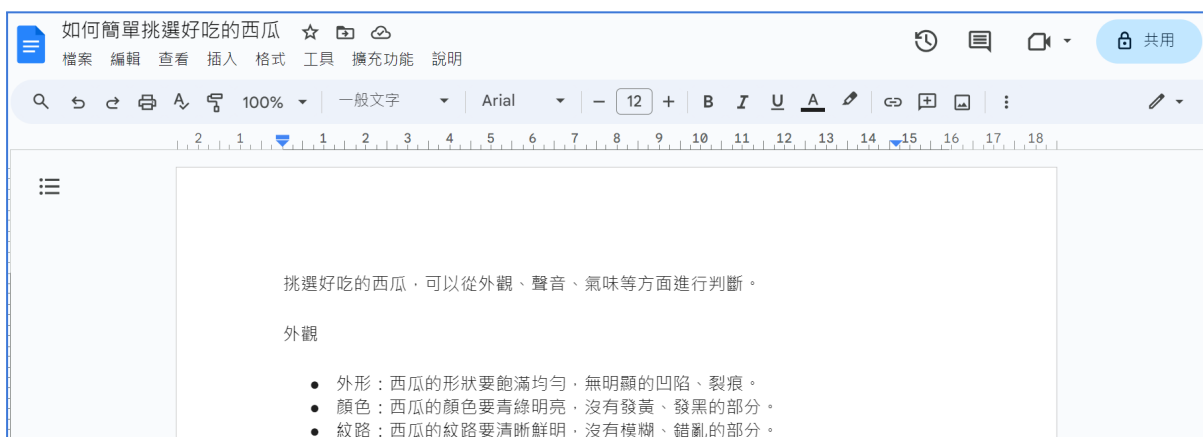 如何簡單挑選好吃的西瓜
共用
檔案 編輯 查看 插入 格式 工具 擴充功能 說明
100% 一般文字 Arial 12 B I U A
2 1 1 2 3 4 5 6 7 8 9 10 11 12 13 14 15 16 17 18
挑選好吃的西瓜，可以從外觀、聲音、氣味等方面進行判斷。
外觀
● 外形：西瓜的形狀要飽滿均勻，無明顯的凹陷、裂痕。
● 顏色：西瓜的顏色要青綠明亮，沒有發黃、發黑的部分。
● 紋路：西瓜的紋路要清晰鮮明，沒有模糊、錯亂的部分。